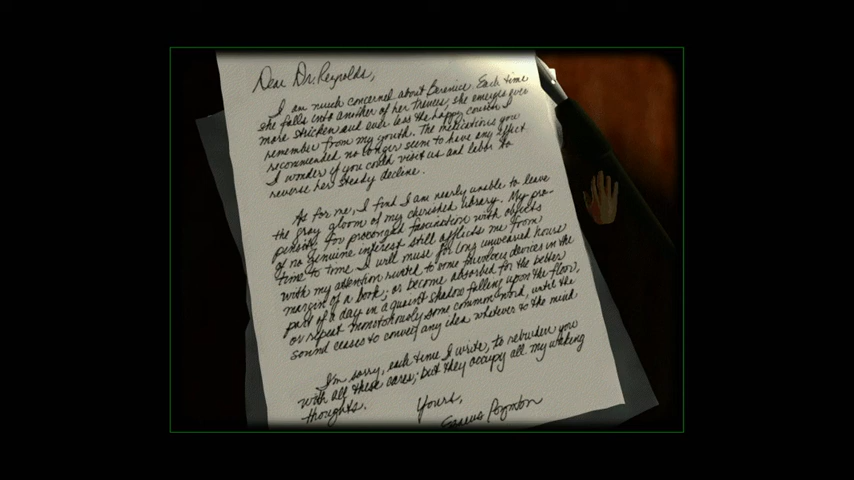 Dear Dr. Reynolds,
I am much concerned about Berenice. Each time
she falls into another of her trances, she emerges ever
more stricken and ever less the happy cousin I
remember from my youth. The medications you
recommended no longer seem to have any effect.
I wonder if you could visit us and labor to
reverse her steady decline.
As for me, I find I am nearly unable to leave
the gray gloom of my cherished library. My pro-
pensity for prolonged fascination with objects
of no genuine interest still afflicts me from
time to time. I will muse for long unwearied hours
with my attention riveted to some frivolous devices in the
margin of a book; or become absorbed for the better
part of a day in a quaint shadow falling upon the floor,
or repeat monotonously some common word, until the
sound ceases to convey any idea whatever to the mind
I'm sorry, each time I write, to reburden you
with all these cares; but they occupy all my waking
thoughts.
Yours,
Poynton